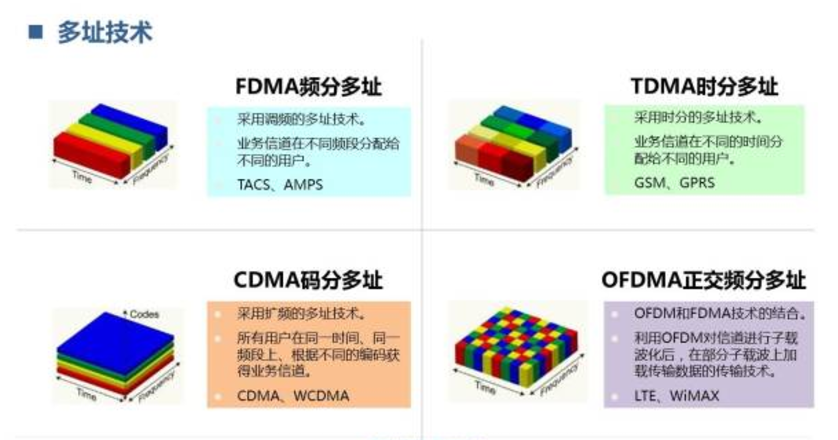 多址技术
FDMA频分多址
采用调频的多址技术。
业务信道在不同频段分配给
不同的用户。
TACS、AMPS
Time
Frequency
TDMA时分多址
采用时分的多址技术。
业务信道在不同的时间分
配给不同的用户。
GSM、GPRS
Time
Frequency
CDMA码分多址
采用扩频的多址技术。
所有用户在同一时间、同一
频段上、根据不同的编码获
得业务信道。
CDMA、WCDMA
Codes
Time
Frequency
OFDMA正交频分多址
OFDM和FDMA技术的结合。
利用OFDM对信道进行子载
波化后，在部分子载波上加
载传输数据的传输技术。
LTE、WiMAX